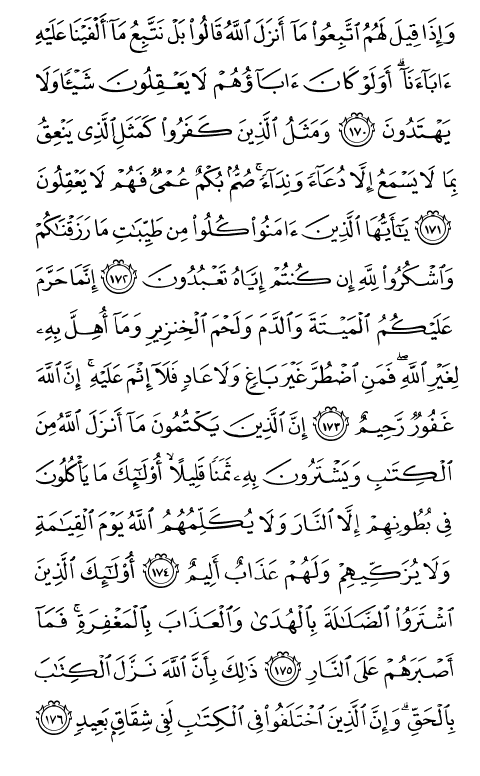 وَإِذَا قِيلَ لَهُمُ ٱتَّبِعُوا۟ مَآ أَنزَلَ ٱللَّهُ قَالُوا۟ بَلْ نَتَّبِعُ مَآ أَلْفَيْنَا عَلَيْهِ
ءَابَآءَنَآ ۗ أَوَلَوْ كَانَ ءَابَآؤُهُمْ لَا يَعْقِلُونَ شَيْـًٔا وَلَا
يَهْتَدُونَ ١٧٠ وَمَثَلُ ٱلَّذِينَ كَفَرُوا۟ كَمَثَلِ ٱلَّذِى يَنْعِقُ
بِمَا لَا يَسْمَعُ إِلَّا دُعَآءً وَنِدَآءً ۚ صُمٌّۢ بُكْمٌ عُمْىٌ فَهُمْ لَا يَعْقِلُونَ
١٧١ يَـٰٓأَيُّهَا ٱلَّذِينَ ءَامَنُوا۟ كُلُوا۟ مِن طَيِّبَـٰتِ مَا رَزَقْنَـٰكُمْ
وَٱشْكُرُوا۟ لِلَّهِ إِن كُنتُمْ إِيَّاهُ تَعْبُدُونَ ١٧٢ إِنَّمَا حَرَّمَ
عَلَيْكُمُ ٱلْمَيْتَةَ وَٱلدَّمَ وَلَحْمَ ٱلْخِنزِيرِ وَمَآ أُهِلَّ بِهِۦ
لِغَيْرِ ٱللَّهِ ۖ فَمَنِ ٱضْطُرَّ غَيْرَ بَاغٍ وَلَا عَادٍ فَلَآ إِثْمَ عَلَيْهِ ۚ إِنَّ ٱللَّهَ
غَفُورٌ رَّحِيمٌ ١٧٣ إِنَّ ٱلَّذِينَ يَكْتُمُونَ مَآ أَنزَلَ ٱللَّهُ مِنَ
ٱلْكِتَـٰبِ وَيَشْتَرُونَ بِهِۦ ثَمَنًا قَلِيلًا ۙ أُو۟لَـٰٓئِكَ مَا يَأْكُلُونَ
فِى بُطُونِهِمْ إِلَّا ٱلنَّارَ وَلَا يُكَلِّمُهُمُ ٱللَّهُ يَوْمَ ٱلْقِيَـٰمَةِ
وَلَا يُزَكِّيهِمْ وَلَهُمْ عَذَابٌ أَلِيمٌ ١٧٤ أُو۟لَـٰٓئِكَ ٱلَّذِينَ
ٱشْتَرَوُا۟ ٱلضَّلَـٰلَةَ بِٱلْهُدَىٰ وَٱلْعَذَابَ بِٱلْمَغْفِرَةِ ۚ فَمَآ
أَصْبَرَهُمْ عَلَى ٱلنَّارِ ١٧٥ ذَٰلِكَ بِأَنَّ ٱللَّهَ نَزَّلَ ٱلْكِتَـٰبَ
بِٱلْحَقِّ ۗ وَإِنَّ ٱلَّذِينَ ٱخْتَلَفُوا۟ فِى ٱلْكِتَـٰبِ لَفِى شِقَاقٍۭ بَعِيدٍ ١٧٦